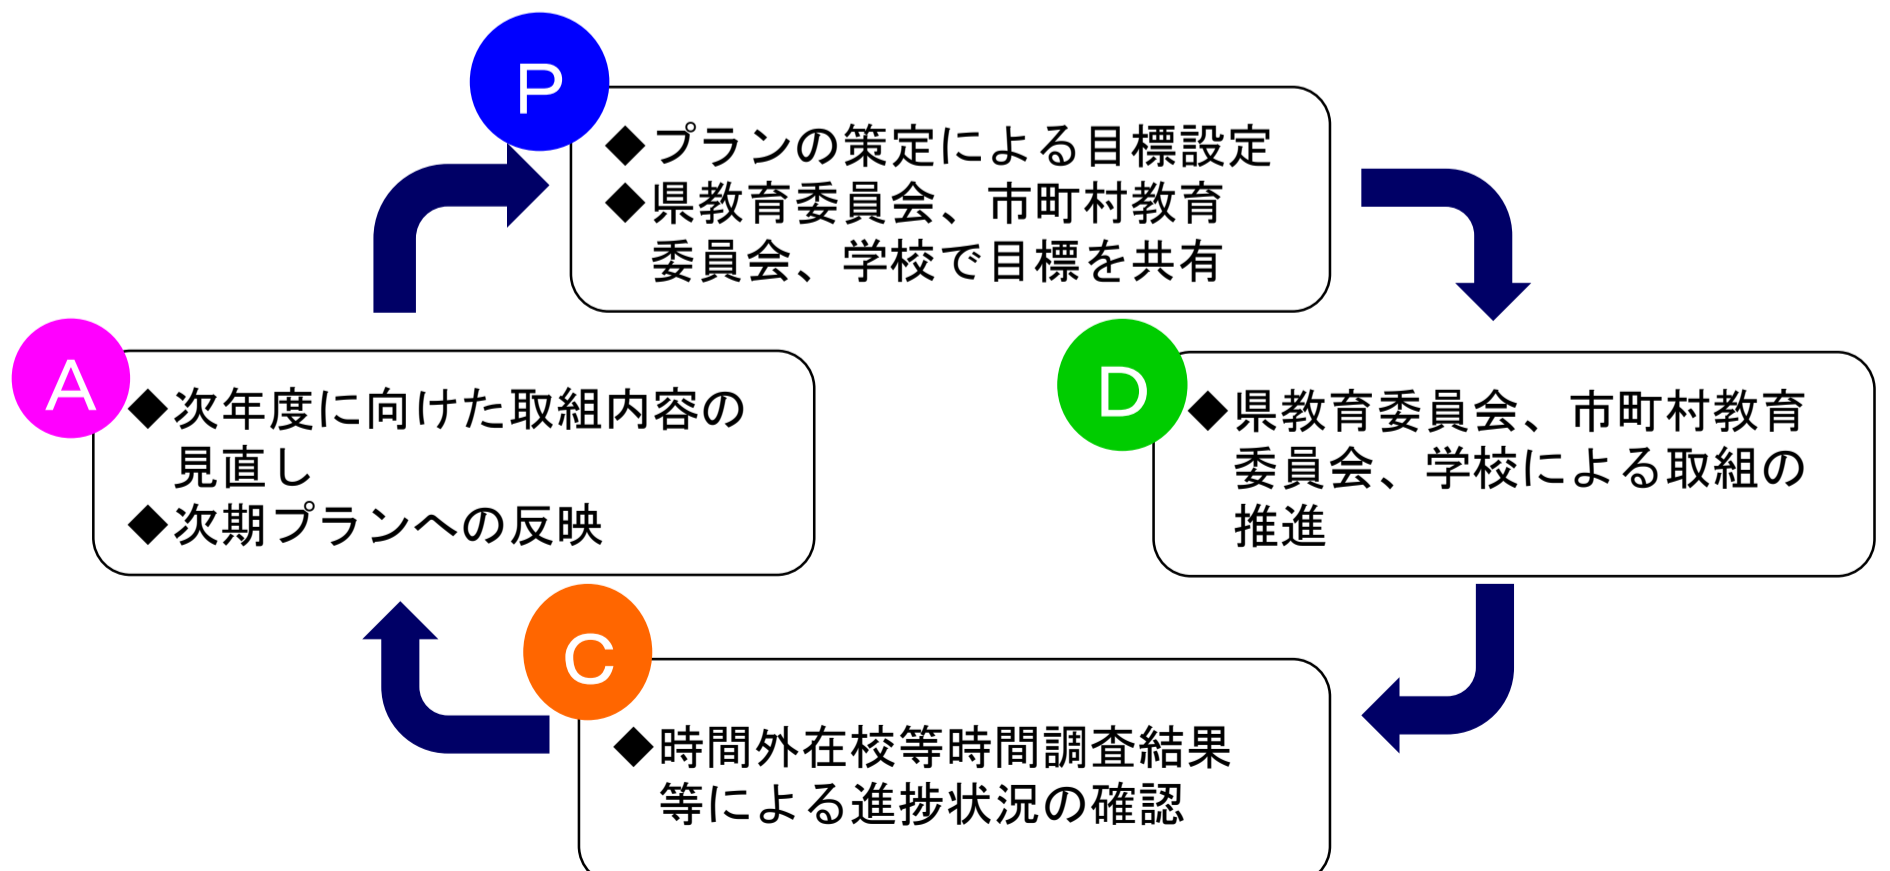 P
◆プランの策定による目標設定
◆県教育委員会、市町村教育
委員会、学校で目標を共有
D
◆県教育委員会、市町村教育
委員会、学校による取組の
推進
C
◆時間外在校等時間調査結果
等による進捗状況の確認
A
◆次年度に向けた取組内容の
見直し
◆次期プランへの反映